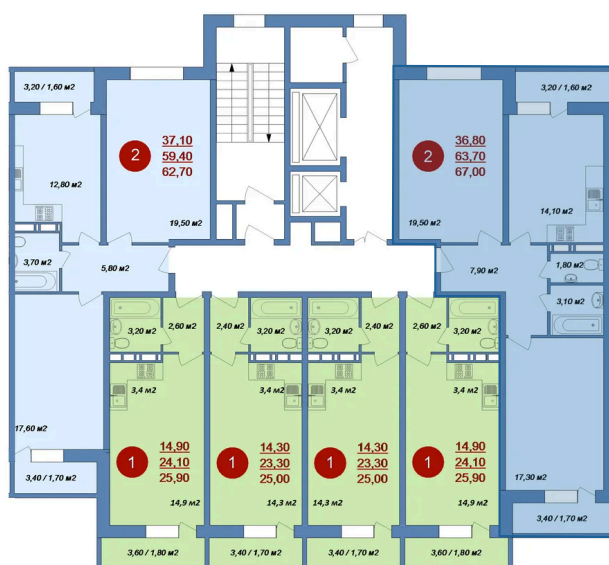 3,20 / 1,60 м2
3,20 / 1,60 м2
2
37,10
59,40
62,70
2
36,80
63,70
67,00
12,80 м2
19,50 м2
19,50 м2
14,10 м2
3,70 м2
5,80 м2
7,90 м2
1,80 м2
3,10 м2
3,20 м2
2,60 м2
2,40 м2
3,20 м2
3,20 м2
2,40 м2
2,60 м2
3,20 м2
3,4 м2
3,4 м2
3,4 м2
3,4 м2
17,60 м2
1
14,90
24,10
25,90
1
14,30
23,30
25,00
1
14,30
23,30
25,00
1
14,90
24,10
25,90
14,9 м2
14,3 м2
14,3 м2
14,9 м2
17,30 м2
3,40 / 1,70 м2
3,40 / 1,70 м2
3,60 / 1,80 м2
3,40 / 1,70 м2
3,40 / 1,70 м2
3,60 / 1,80 м2